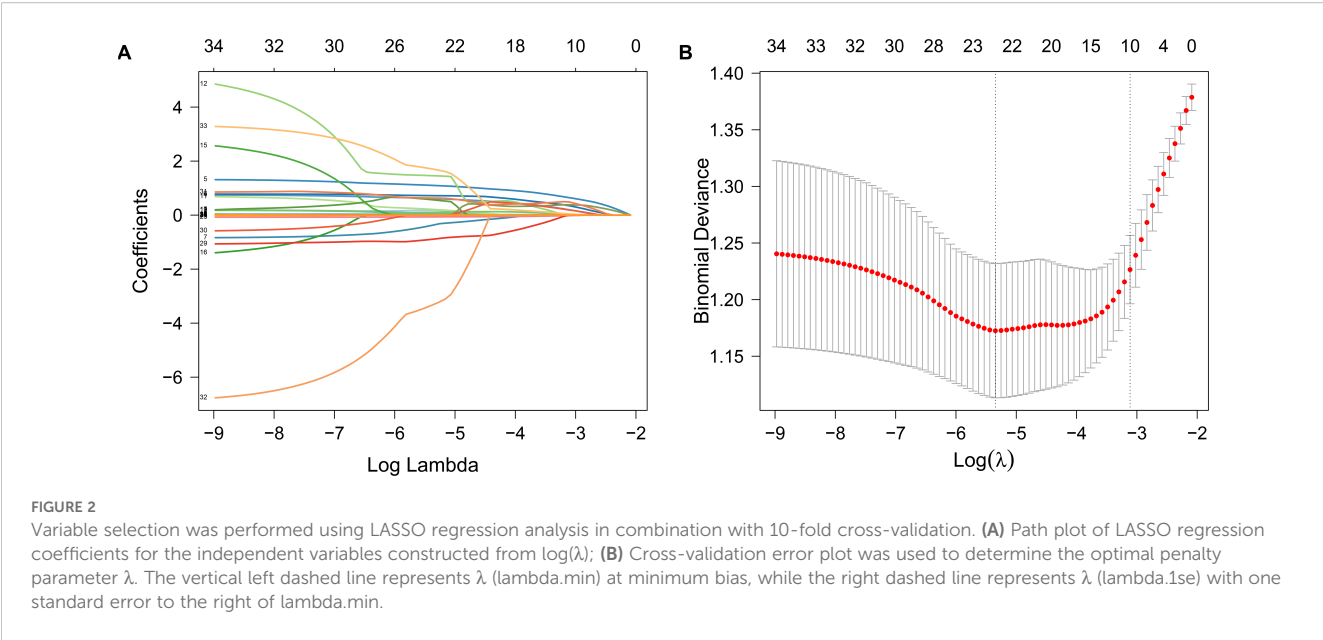 A
34 32 30 26 22 18 10 0
12
33
15
5
30
7
29
16
32
4
2
0
−2
−4
−6
Coefficients
−9 −8 −7 −6 −5 −4 −3 −2
Log Lambda
B
34 33 32 30 28 23 22 20 15 10 4 0
1.40
1.35
1.30
1.25
1.20
1.15
Binomial Deviance
−9 −8 −7 −6 −5 −4 −3 −2
Log(λ)
FIGURE 2
Variable selection was performed using LASSO regression analysis in combination with 10-fold cross-validation. (A) Path plot of LASSO regression
coefficients for the independent variables constructed from log(λ); (B) Cross-validation error plot was used to determine the optimal penalty
parameter λ. The vertical left dashed line represents λ (lambda.min) at minimum bias, while the right dashed line represents λ (lambda.1se) with one
standard error to the right of lambda.min.